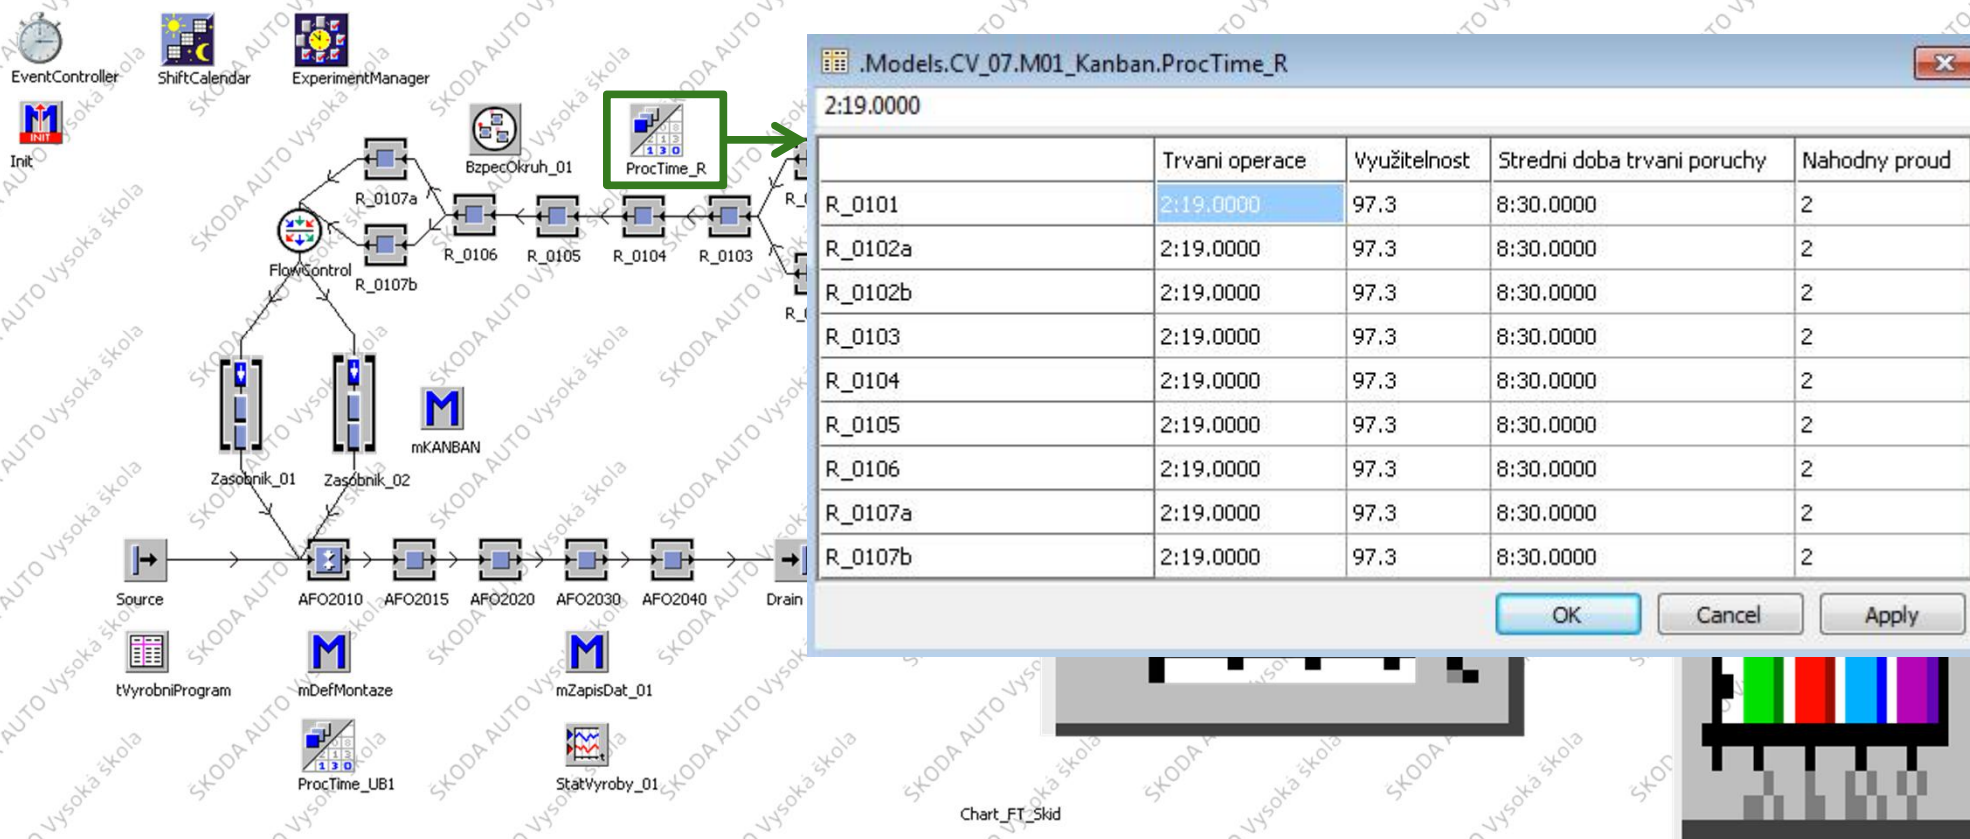 EventController
ShiftCalendar
ExperimentManager
Init
BzpecOkruh_01
ProcTime_R
R_0107a
R_0106
R_0105
R_0104
R_0103
FlowControl
R_0107b
mKANBAN
Zasobnik_01
Zasobnik_02
Source
AFO2010
AFO2015
AFO2020
AFO2030
AFO2040
Drain
tVyrobniProgram
mDefMontaze
mZapisDat_01
ProcTime_UB1
StatVyroby_01
Chart_FT_Skid
.Models.CV_07.M01_Kanban.ProcTime_R
2:19.0000
Trvani operace Využitelnost Stredni doba trvani poruchy Nahodny proud
R_0101 2:19.0000 97.3 8:30.0000 2
R_0102a 2:19.0000 97.3 8:30.0000 2
R_0102b 2:19.0000 97.3 8:30.0000 2
R_0103 2:19.0000 97.3 8:30.0000 2
R_0104 2:19.0000 97.3 8:30.0000 2
R_0105 2:19.0000 97.3 8:30.0000 2
R_0106 2:19.0000 97.3 8:30.0000 2
R_0107a 2:19.0000 97.3 8:30.0000 2
R_0107b 2:19.0000 97.3 8:30.0000 2
OK Cancel Apply
ŠKODA AUTO Vysoká škola